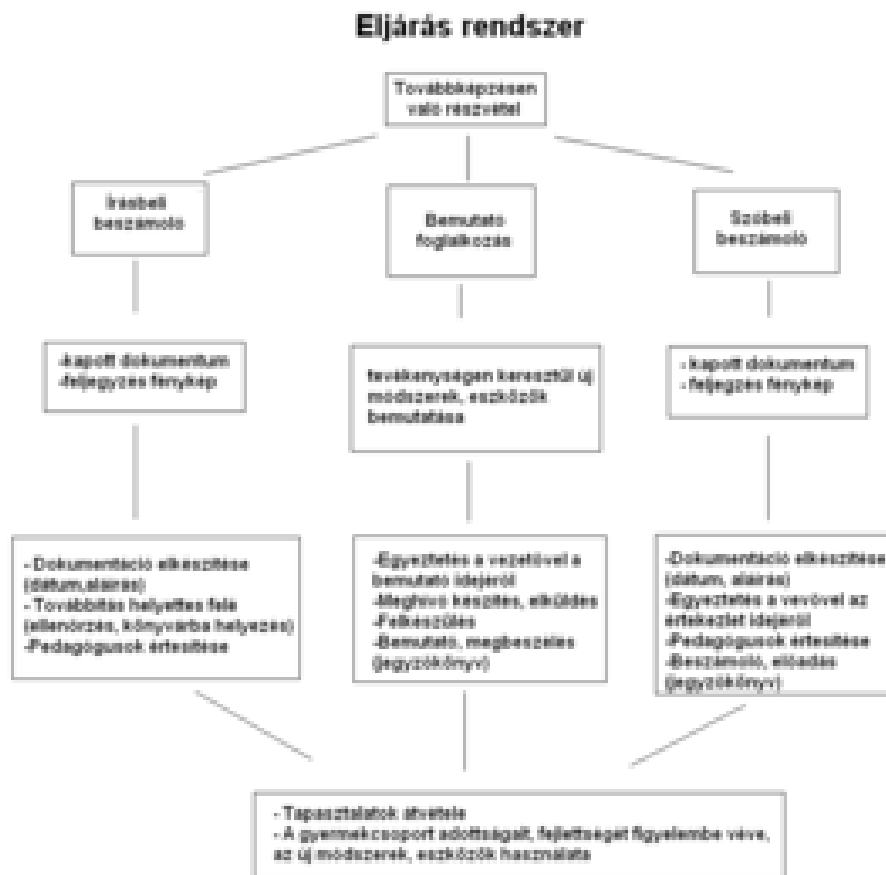 Eljárás rendszer
Továbbképzésen
való részvétel
Írásbeli
beszámoló
Bemutató
foglalkozás
Szóbeli
beszámoló
-kapott dokumentum
-feljegyzés fénykép
tevékenységen keresztül új
módszerek, eszközök
bemutatása
- kapott dokumentum
- feljegzés fénykép
- Dokumentáció elkészítése
(dátum,aláírás)
- Továbbítás helyettes felé
(ellenőrzés, könyvárba helyezés)
-Pedagógusok értesítése
-Egyeztetés a vezetővel a
bemutató idejéről
-Meghívó készítés, elküldés
-Felkészülés
-Bemutató, megbeszélés
(jegyzőkönyv)
-Dokumentáció elkészítése
(dátum, aláírás)
-Egyeztetés a vevővel az
értekezlet idejéről
-Pedagógusok értesítése
-Beszámoló, előadás
(jegyzőkönyv)
- Tapasztalatok átvétele
- A gyermekcsoport adottságait, fejlettségét figyelembe véve,
az új módszerek, eszközök használata